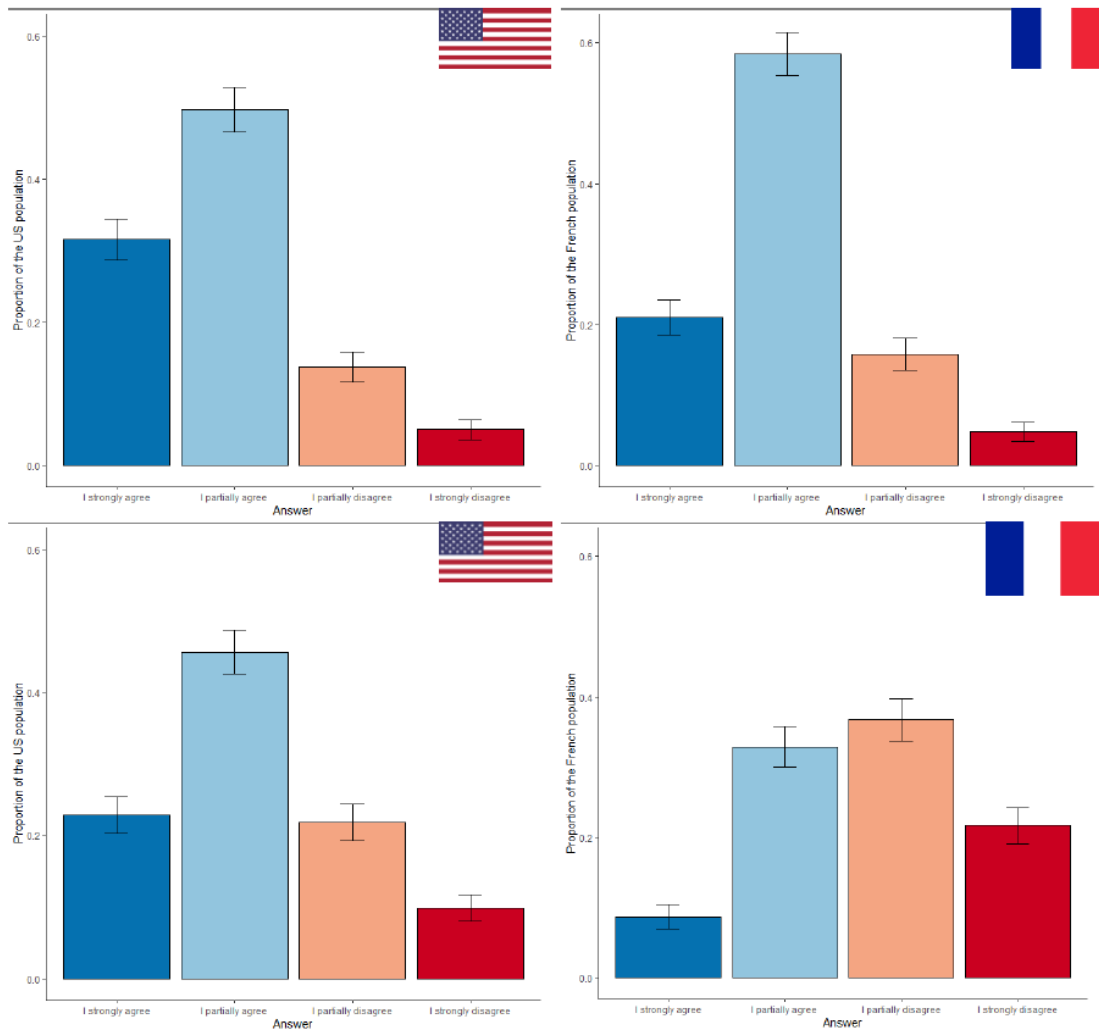 Proportion of the US population
0.6
0.4
0.2
0.0
I strongly agree I partially agree I partially disagree I strongly disagree
Answer
Proportion of the French population
0.6
0.4
0.2
0.0
I strongly agree I partially agree I partially disagree I strongly disagree
Answer
Proportion of the US population
0.6
0.4
0.2
0.0
I strongly agree I partially agree I partially disagree I strongly disagree
Answer
Proportion of the French population
0.6
0.4
0.2
0.0
I strongly agree I partially agree I partially disagree I strongly disagree
Answer